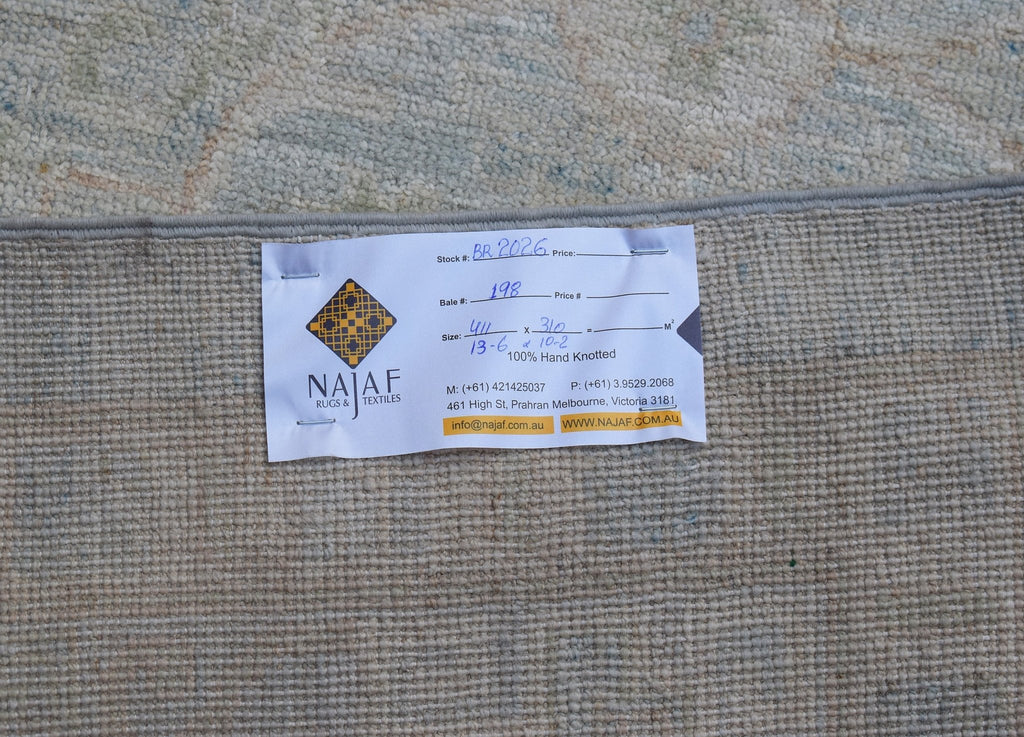 NAJAF
RUGS & TEXTILES
Stock #: BR 2026 Price:
Bale #: 198 Price #
Size: 411 x 310 = M²
13-6 x 10-2
100% Hand Knotted
M: (+61) 421425037 P: (+61) 3.9529.2068
461 High St, Prahran Melbourne, Victoria 3181
info@najaf.com.au WWW.NAJAF.COM.AU